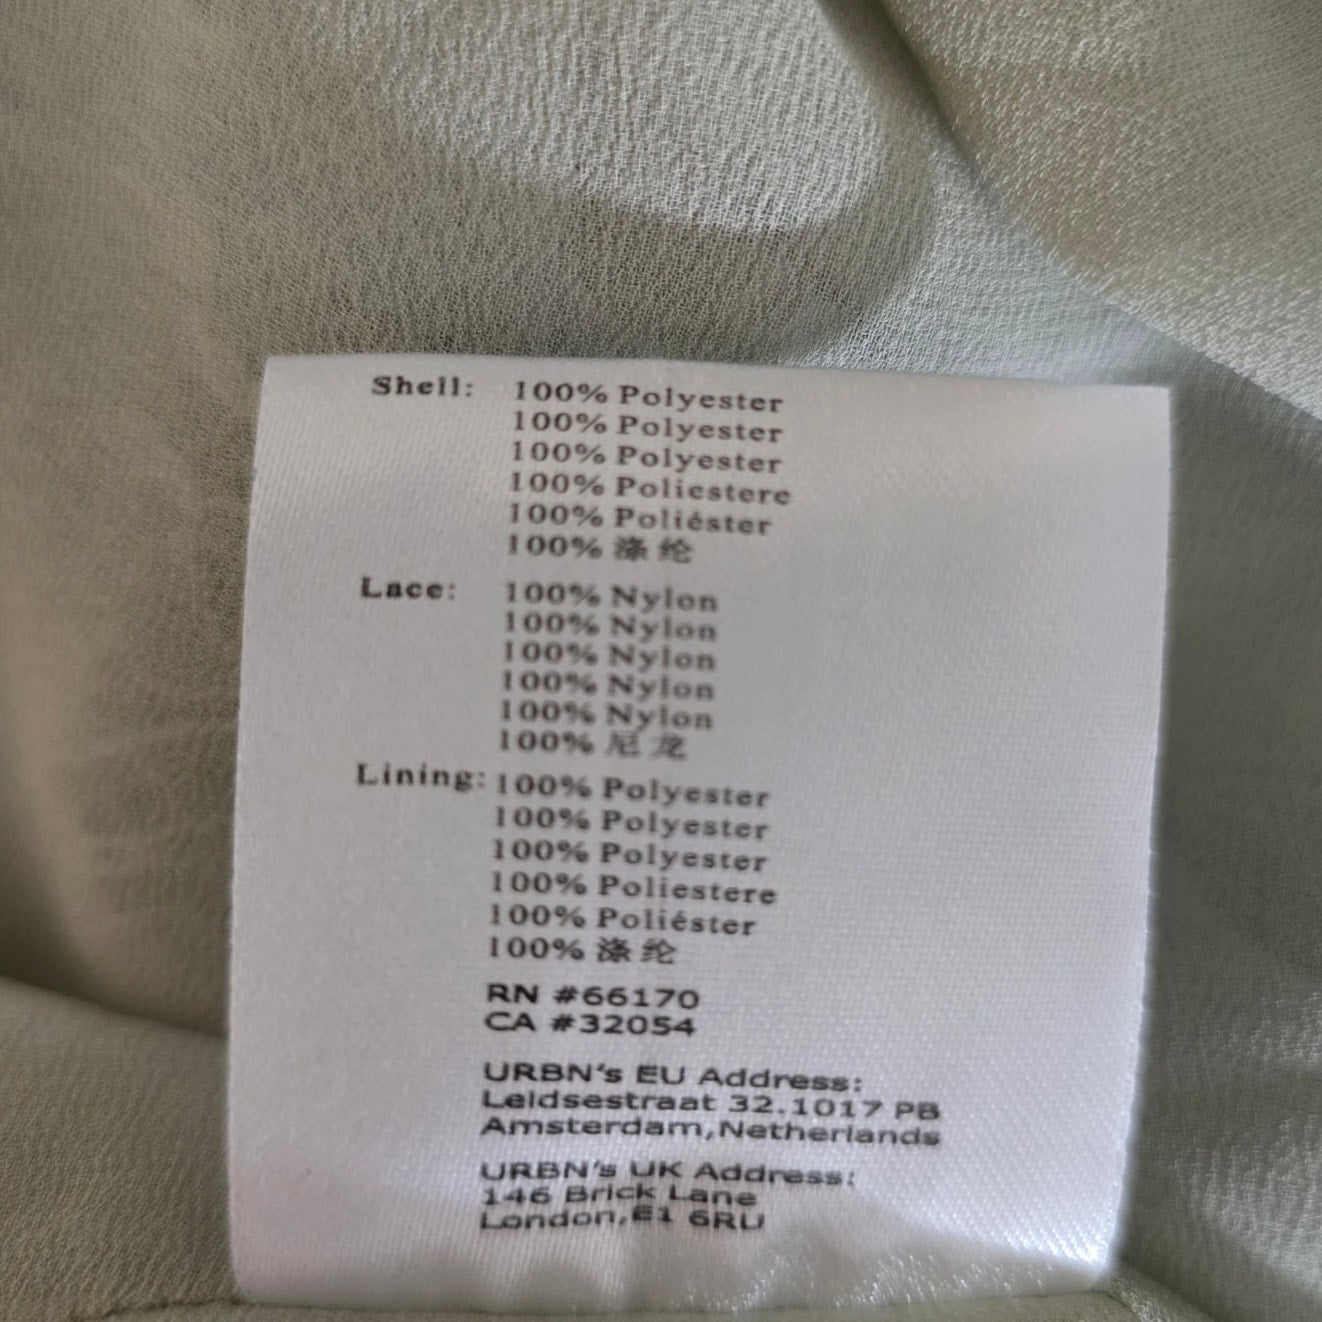 Shell: 100% Polyester
100% Polyester
100% Polyester
100% Poliestere
100% Poliéster
100% 涤纶
Lace: 100% Nylon
100% Nylon
100% Nylon
100% Nylon
100% Nylon
100% 尼龙
Lining: 100% Polyester
100% Polyester
100% Polyester
100% Poliestere
100% Poliéster
100% 涤纶
RN #66170
CA #32054
URBN's EU Address:
Leidsestraat 32.1017 PB
Amsterdam,Netherlands
URBN's UK Address:
146 Brick Lane
London,E1 6RU